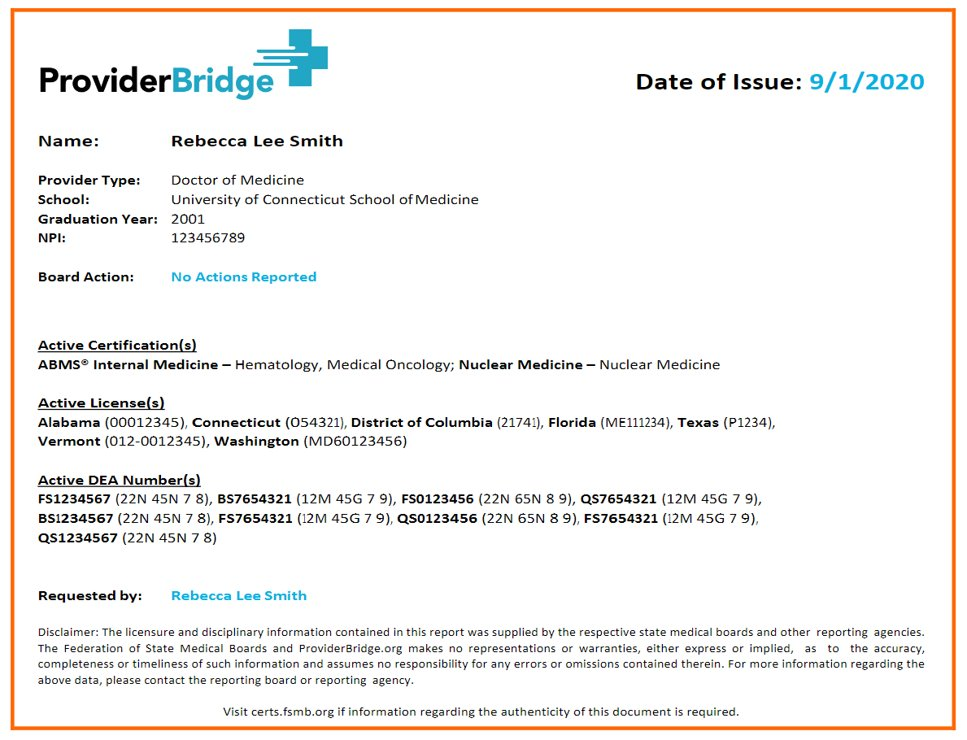 ProviderBridge
Date of Issue: 9/1/2020
Name: Rebecca Lee Smith
Provider Type: Doctor of Medicine
School: University of Connecticut School of Medicine
Graduation Year: 2001
NPI: 123456789
Board Action: No Actions Reported
Active Certification(s)
ABMS® Internal Medicine – Hematology, Medical Oncology; Nuclear Medicine – Nuclear Medicine
Active License(s)
Alabama (00012345), Connecticut (O54321), District of Columbia (21741), Florida (ME111234), Texas (P1234),
Vermont (012-0012345), Washington (MD60123456)
Active DEA Number(s)
FS1234567 (22N 45N 7 8), BS7654321 (12M 45G 7 9), FS0123456 (22N 65N 8 9), QS7654321 (12M 45G 7 9),
BS1234567 (22N 45N 7 8), FS7654321 (12M 45G 7 9), QS0123456 (22N 65N 8 9), FS7654321 (12M 45G 7 9),
QS1234567 (22N 45N 7 8)
Requested by: Rebecca Lee Smith
Disclaimer: The licensure and disciplinary information contained in this report was supplied by the respective state medical boards and other reporting agencies.
The Federation of State Medical Boards and ProviderBridge.org makes no representations or warranties, either express or implied, as to the accuracy,
completeness or timeliness of such information and assumes no responsibility for any errors or omissions contained therein. For more information regarding the
above data, please contact the reporting board or reporting agency.
Visit certs.fsmb.org if information regarding the authenticity of this document is required.